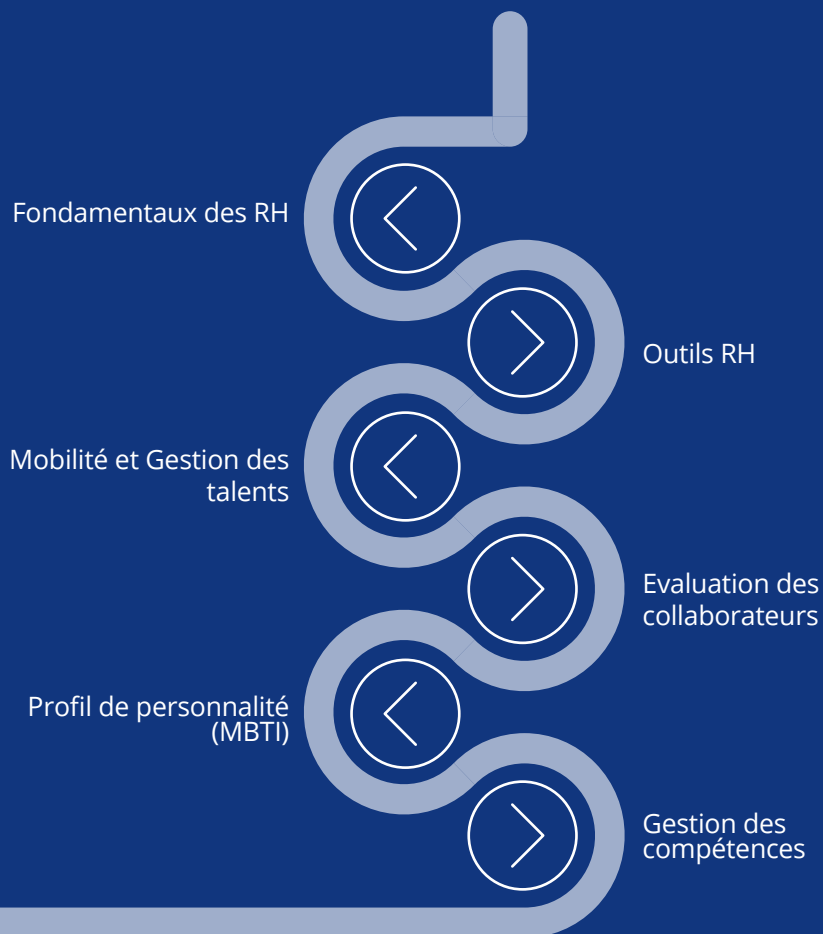 Fondamentaux des RH
Outils RH
Mobilité et Gestion des
talents
Evaluation des
collaborateurs
Profil de personnalité
(MBTI)
Gestion des
compétences